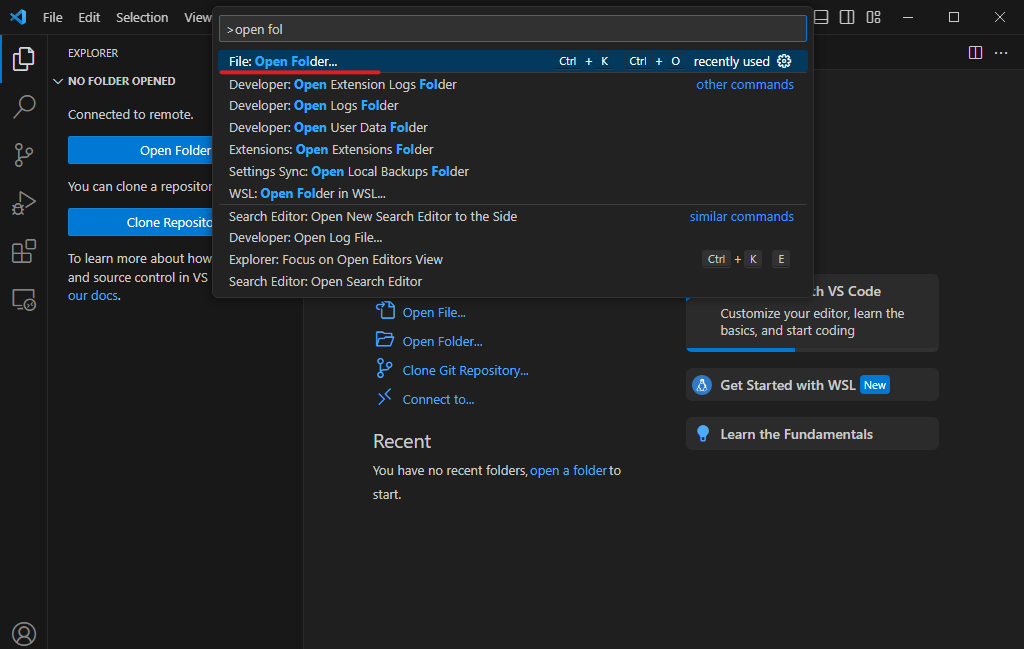 File Edit Selection View
>open fol
File: Open Folder... Ctrl + K Ctrl + O recently used
Developer: Open Extension Logs Folder other commands
Developer: Open Logs Folder
Developer: Open User Data Folder
Extensions: Open Extensions Folder
Settings Sync: Open Local Backups Folder
WSL: Open Folder in WSL...
Search Editor: Open New Search Editor to the Side similar commands
Developer: Open Log File...
Explorer: Focus on Open Editors View Ctrl + K E
Search Editor: Open Search Editor
EXPLORER
NO FOLDER OPENED
Connected to remote.
Open Folder
You can clone a repositor
Clone Reposito
To learn more about how
and source control in VS
our docs.
Open File...
Open Folder...
Clone Git Repository...
Connect to...
Recent
You have no recent folders, open a folder to
start.
h VS Code
Customize your editor, learn the
basics, and start coding
Get Started with WSL New
Learn the Fundamentals